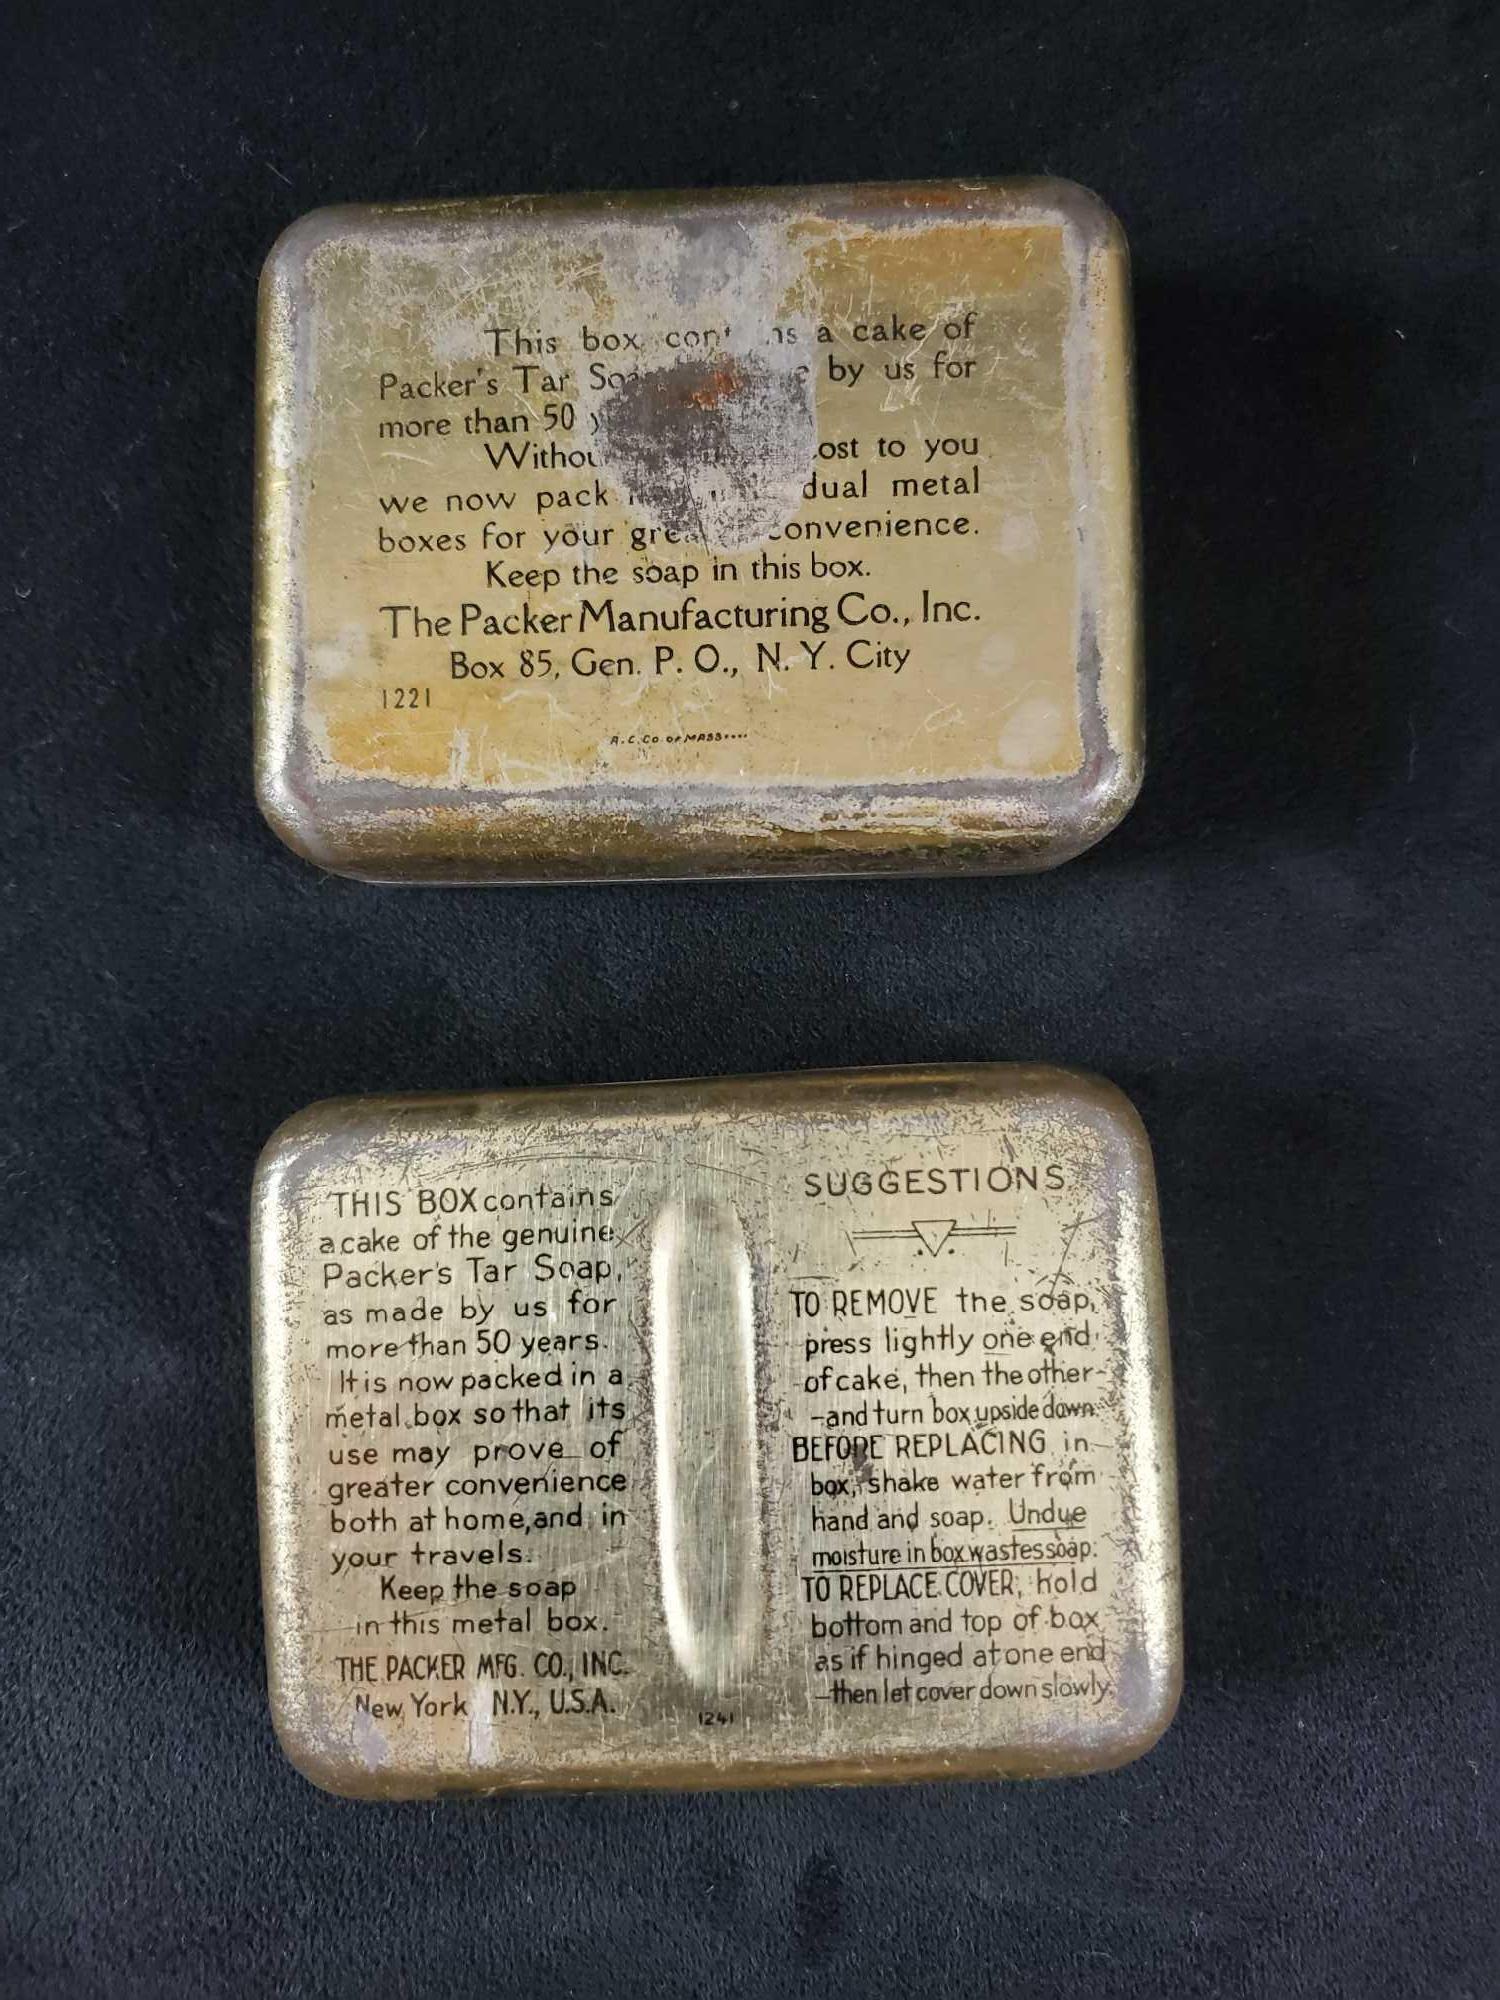 This box a cake of
Packer's Tar by us for
more than 50
to you
we now pack metal
boxes for your convenience.
Keep the soap in this box.
The Packer Manufacturing Co., Inc.
Box 85, Gen. P. O., N. Y. City
1221
A.C.Co. OF MASS
THIS BOX contains
a cake of the genuine
Packer's Tar Soap,
as made by us for
more than 50 years.
It is now packed in a
metal box so that its
use may prove of
greater convenience
both at home, and in
your travels.
Keep the soap
in this metal box.
THE PACKER MFG. CO., INC.
New York N.Y., U.S.A.
1241
SUGGESTIONS
TO REMOVE the soap,
press lightly one end
of cake, then the other-
-and turn box upside down.
BEFORE REPLACING in
box, shake water from
hand and soap. Undue
moisture in box wastes soap.
TO REPLACE COVER, hold
bottom and top of box
as if hinged at one end
-then let cover down slowly.